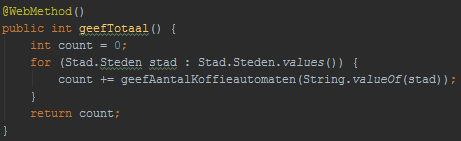 @WebMethod()
public int geefTotaal() {
    int count = 0;
    for (Stad.Steden stad : Stad.Steden.values()) {
        count += geefAantalKoffieautomaten(String.valueOf(stad));
    }
    return count;
}